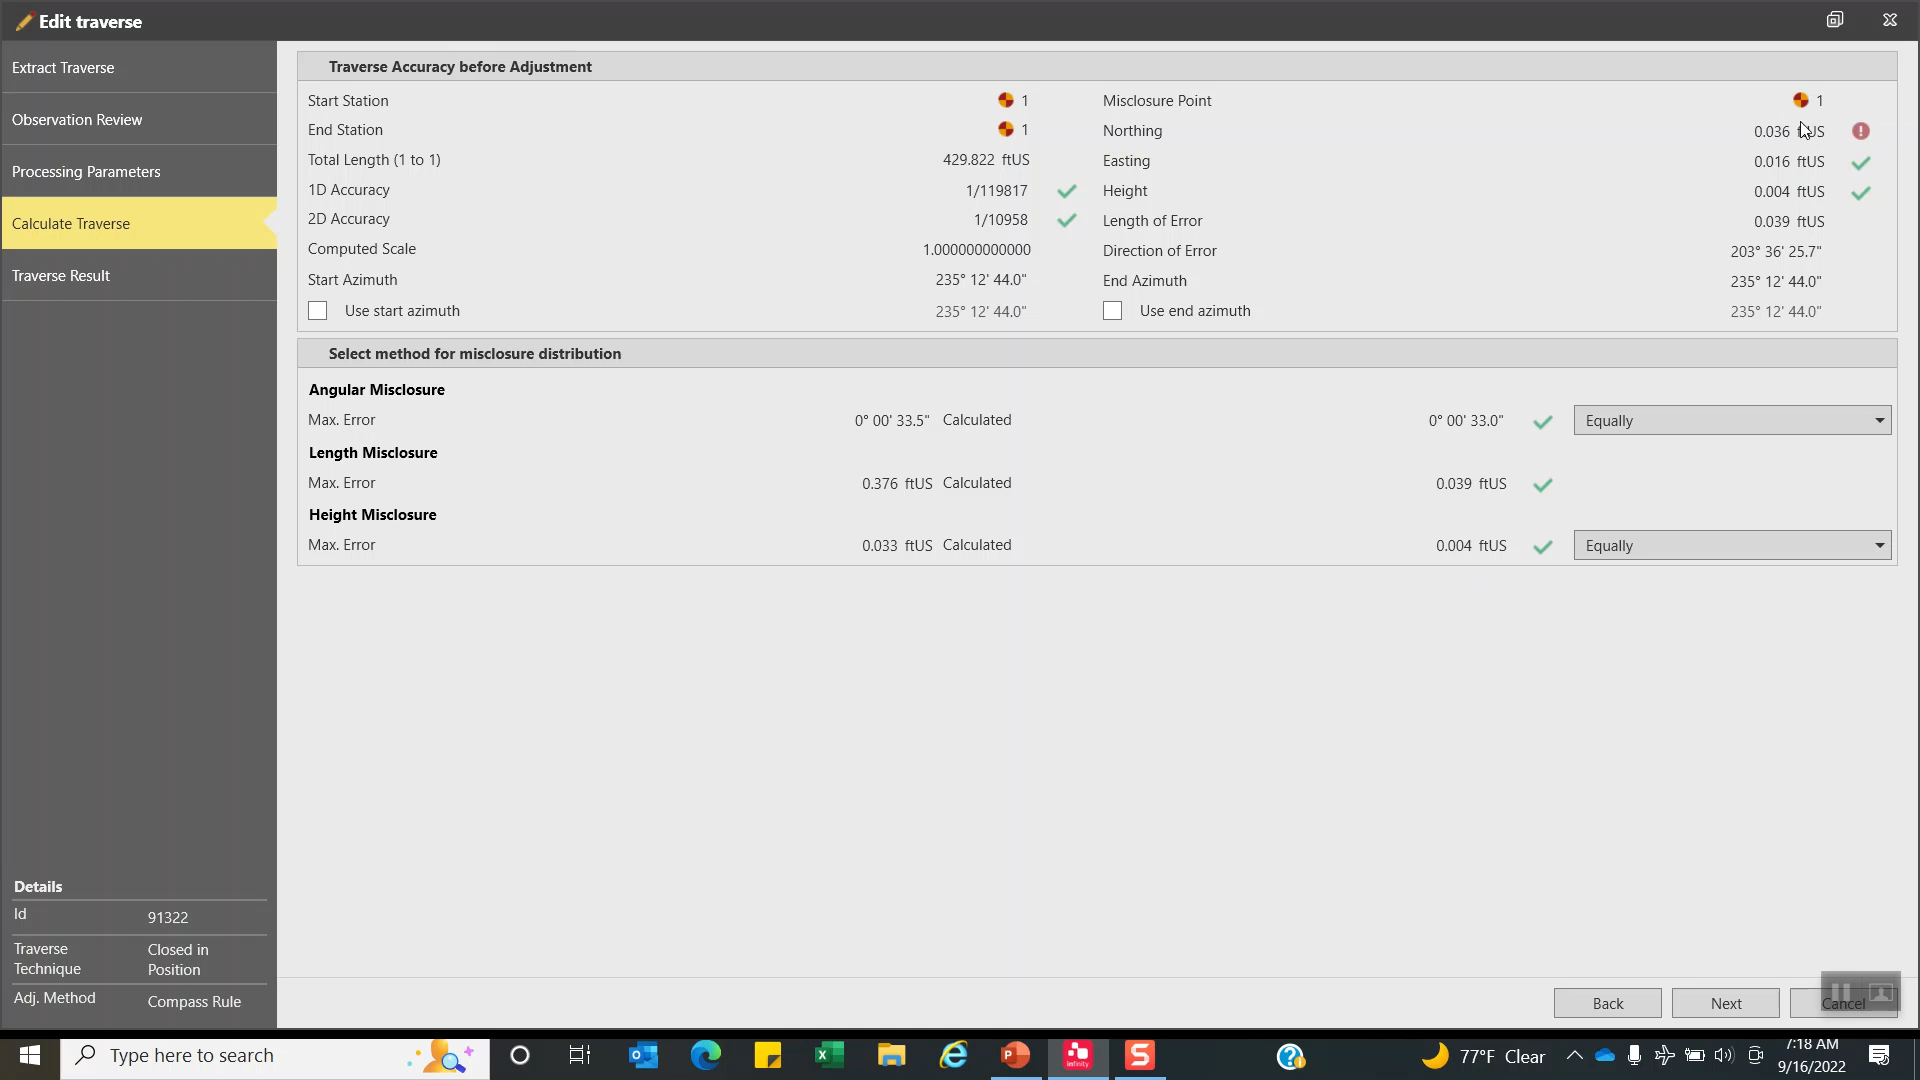 Edit traverse
Extract Traverse
Observation Review
Processing Parameters
Calculate Traverse
Traverse Result
Traverse Accuracy before Adjustment
Start Station 1
End Station 1
Total Length (1 to 1) 429.822 ftUS
1D Accuracy 1/119817
2D Accuracy 1/10958
Computed Scale 1.000000000000
Start Azimuth 235° 12' 44.0"
Use start azimuth 235° 12' 44.0"
Misclosure Point 1
Northing 0.036 ftUS
Easting 0.016 ftUS
Height 0.004 ftUS
Length of Error 0.039 ftUS
Direction of Error 203° 36' 25.7"
End Azimuth 235° 12' 44.0"
Use end azimuth 235° 12' 44.0"
Select method for misclosure distribution
Angular Misclosure
Max. Error 0° 00' 33.5" Calculated 0° 00' 33.0" Equally
Length Misclosure
Max. Error 0.376 ftUS Calculated 0.039 ftUS
Height Misclosure
Max. Error 0.033 ftUS Calculated 0.004 ftUS Equally
Details
Id 91322
Traverse Technique Closed in Position
Adj. Method Compass Rule
Back Next Cancel
Type here to search
infinity
77°F Clear
7:18 AM
9/16/2022